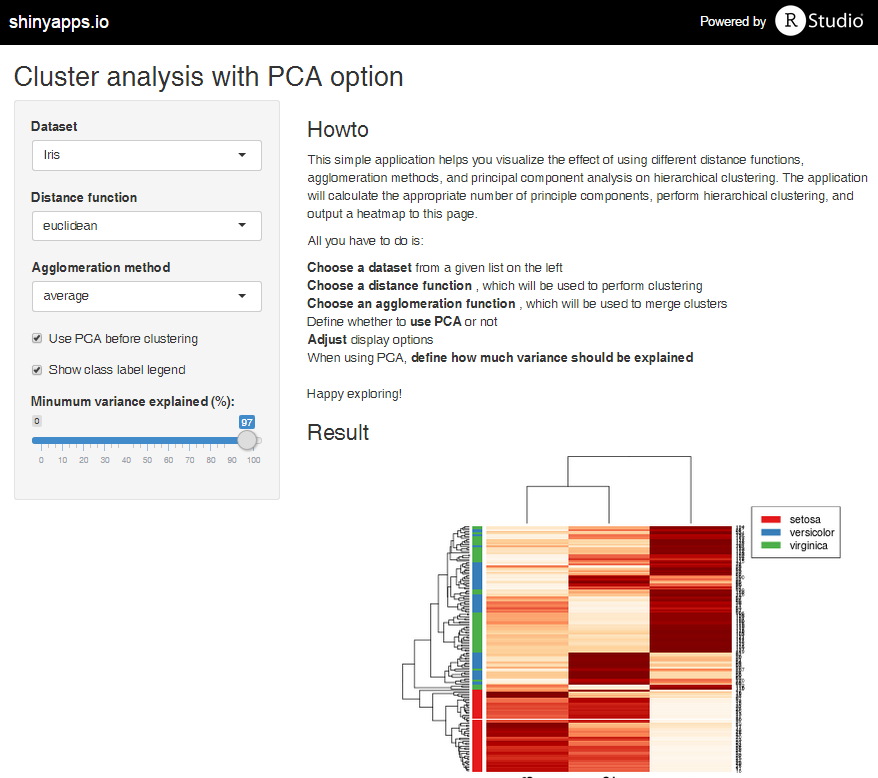 shinyapps.io
Powered by R Studio
Cluster analysis with PCA option
Dataset
Iris
Distance function
euclidean
Agglomeration method
average
Use PCA before clustering
Show class label legend
Minumum variance explained (%):
0
97
0 10 20 30 40 50 60 70 80 90 100
Howto
This simple application helps you visualize the effect of using different distance functions,
agglomeration methods, and principal component analysis on hierarchical clustering. The application
will calculate the appropriate number of principle components, perform hierarchical clustering, and
output a heatmap to this page.
All you have to do is:
Choose a dataset from a given list on the left
Choose a distance function , which will be used to perform clustering
Choose an agglomeration function , which will be used to merge clusters
Define whether to use PCA or not
Adjust display options
When using PCA, define how much variance should be explained
Happy exploring!
Result
setosa
versicolor
virginica